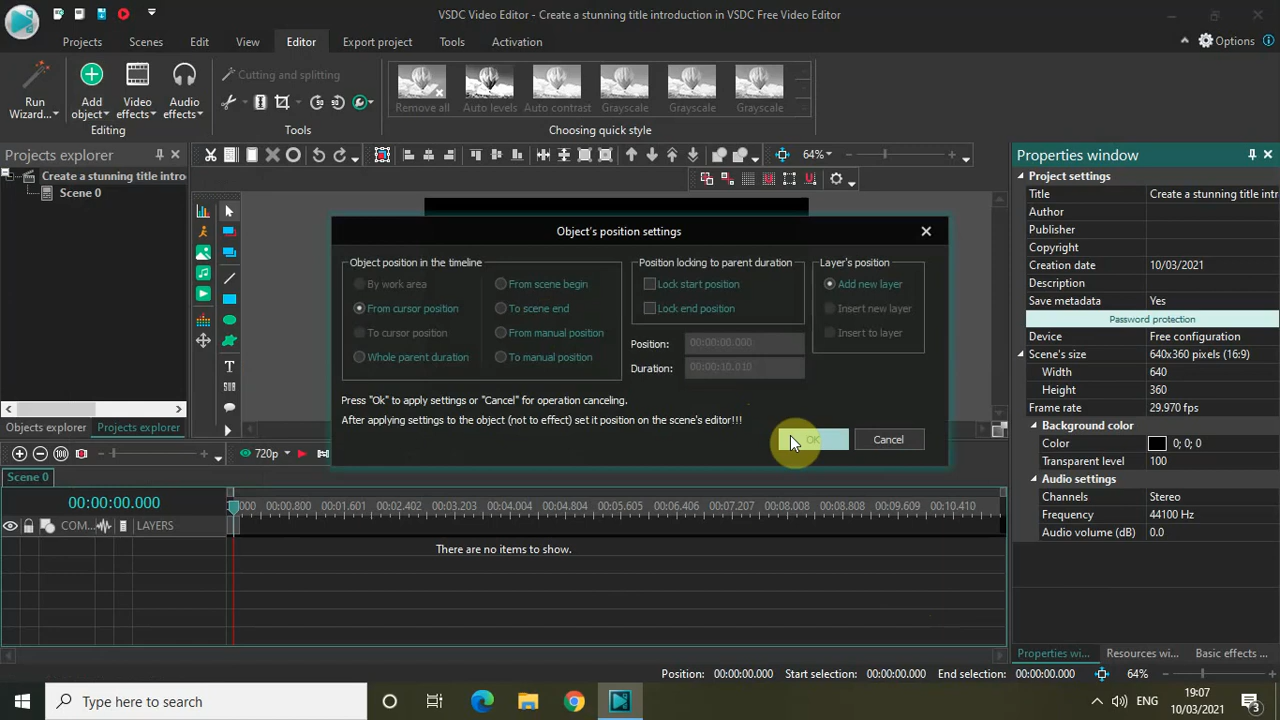 VSDC Video Editor - Create a stunning title introduction in VSDC Free Video Editor
Projects
Scenes
Edit
View
Editor
Export project
Tools
Activation
Options
Run Wizard...
Add object
Video effects
Audio effects
Editing
Cutting and splitting
Tools
Remove all
Auto levels
Auto contrast
Grayscale
Grayscale
Grayscale
Choosing quick style
Projects explorer
64%
Create a stunning title intro
Scene 0
Objects explorer
Projects explorer
Object's position settings
Object position in the timeline
By work area
From cursor position
To cursor position
Whole parent duration
From scene begin
To scene end
From manual position
To manual position
Position locking to parent duration
Lock start position
Lock end position
Position: 00:00:00.000
Duration: 00:00:10.010
Layer's position
Add new layer
Insert new layer
Insert to layer
Press "Ok" to apply settings or "Cancel" for operation canceling.
After applying settings to the object (not to effect) set it position on the scene's editor!!!
OK
Cancel
Properties window
Project settings
Title Create a stunning title intr
Author
Publisher
Copyright
Creation date 10/03/2021
Description
Save metadata Yes
Password protection
Device Free configuration
Scene's size 640x360 pixels (16:9)
Width 640
Height 360
Frame rate 29.970 fps
Background color
Color 0; 0; 0
Transparent level 100
Audio settings
Channels Stereo
Frequency 44100 Hz
Audio volume (dB) 0.0
Properties wi...
Resources wi...
Basic effects ...
720p
Scene 0
00:00:00.000
000 00:00.800 00:01.601 00:02.402 00:03.203 00:04.004 00:04.804 00:05.605 00:06.406 00:07.207 00:08.008 00:08.808 00:09.609 00:10.410
COM...
LAYERS
There are no items to show.
Position: 00:00:00.000 Start selection: 00:00:00.000 End selection: 00:00:00.000 64%
Type here to search
ENG
19:07
10/03/2021
3